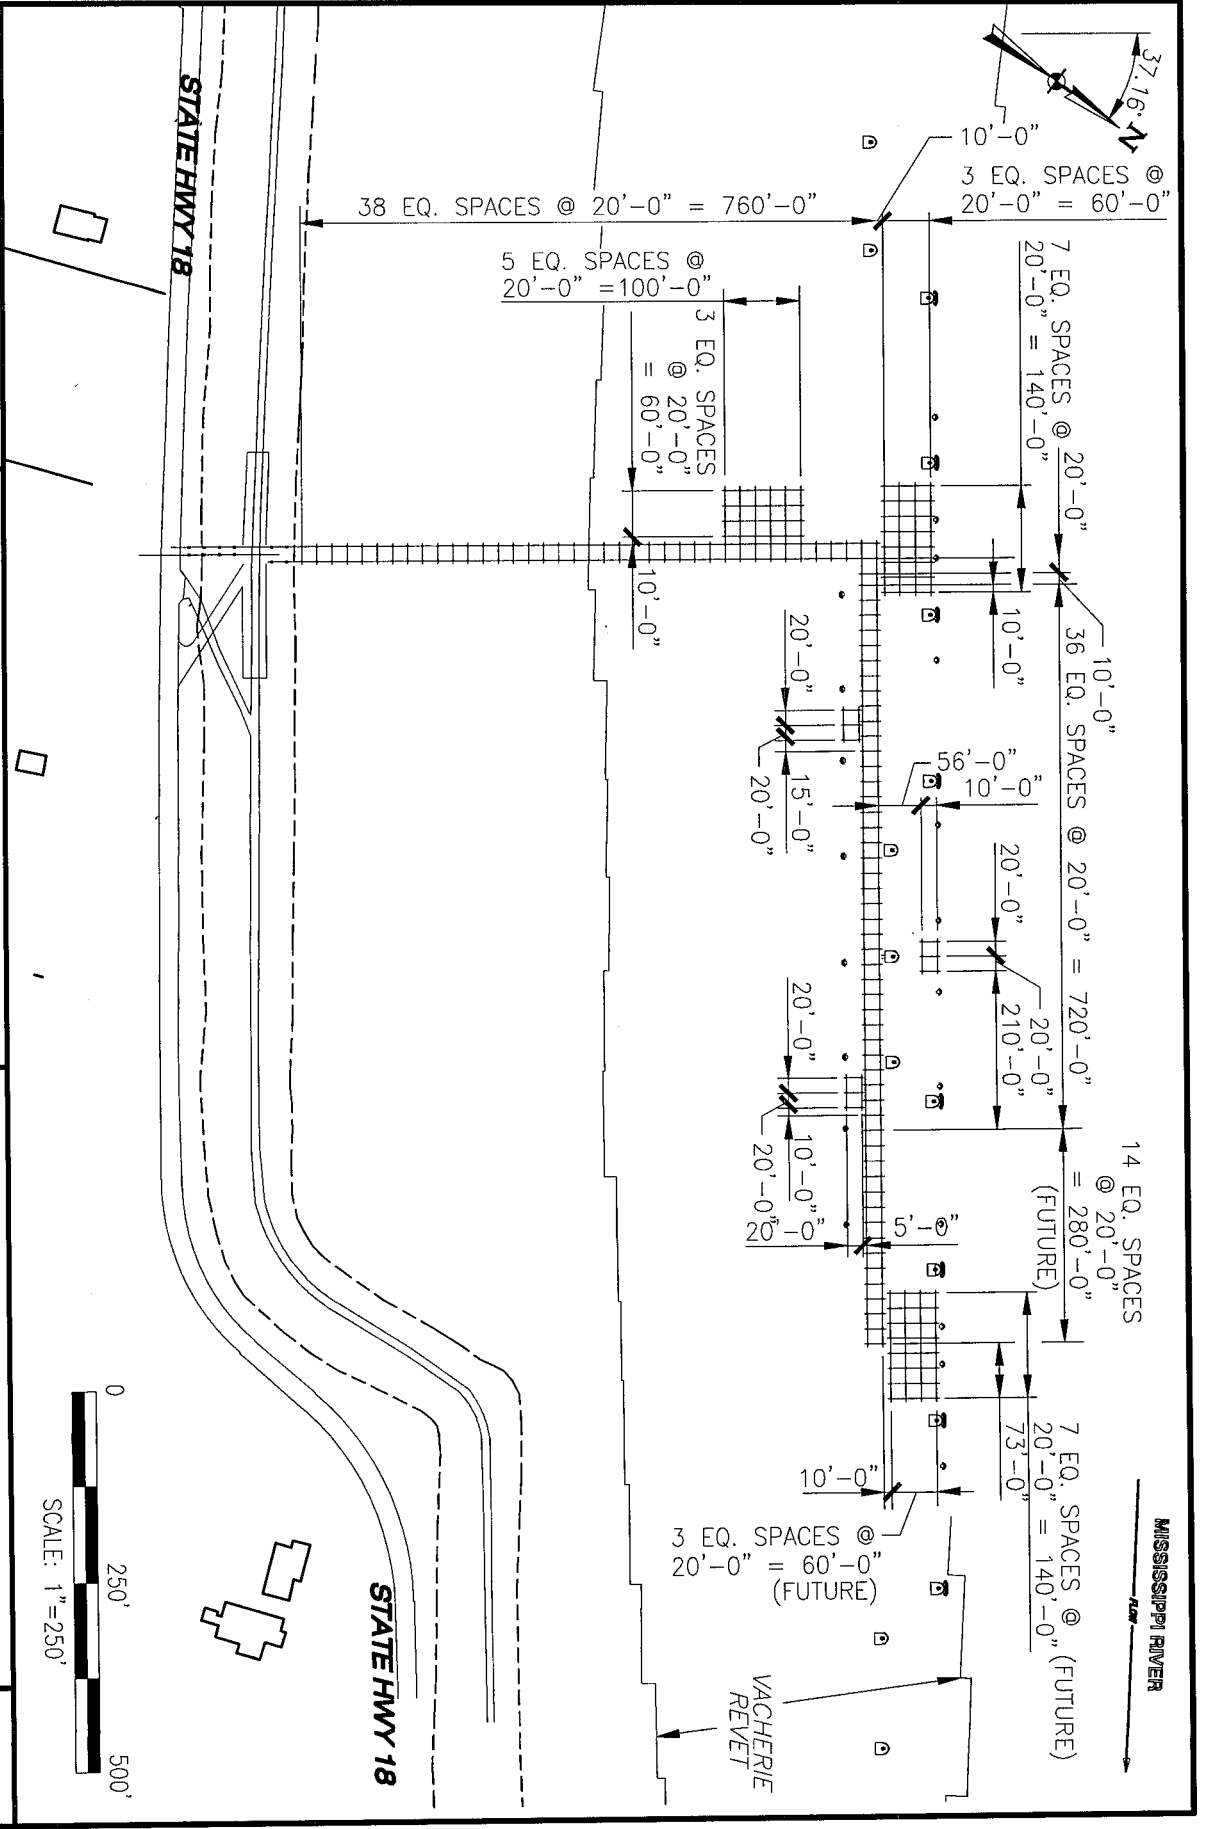 37.16°
N
10'-0"
3 EQ. SPACES @
20'-0" = 60'-0"
38 EQ. SPACES @ 20'-0" = 760'-0"
5 EQ. SPACES @
20'-0" =100'-0"
3 EQ. SPACES
@ 20'-0"
= 60'-0"
7 EQ. SPACES @
20'-0" = 140'-0"
20'-0"
10'-0"
10'-0"
10'-0"
36 EQ. SPACES @ 20'-0" = 720'-0"
STATE HWY 18
20'-0"
15'-0"
20'-0"
56'-0"
10'-0"
20'-0"
20'-0"
210'-0"
20'-0"
10'-0"
20'-0"
20'-0"
5'-0"
14 EQ. SPACES
@ 20'-0"
= 280'-0"
(FUTURE)
7 EQ. SPACES @
20'-0" = 140'-0" (FUTURE)
73'-0"
10'-0"
3 EQ. SPACES @
20'-0" = 60'-0"
(FUTURE)
MISSISSIPPI RIVER
FLOW
VACHERIE
REVET
STATE HWY 18
0
250'
500'
SCALE: 1"=250'